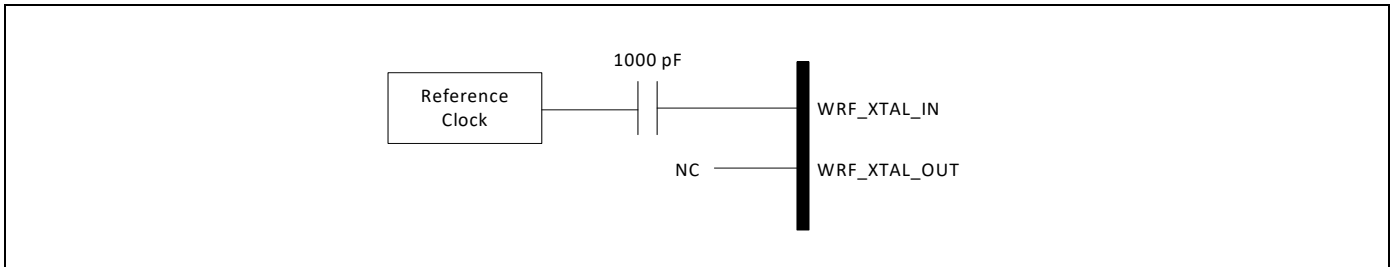 1000 pF
Reference
Clock
WRF_XTAL_IN
NC
WRF_XTAL_OUT